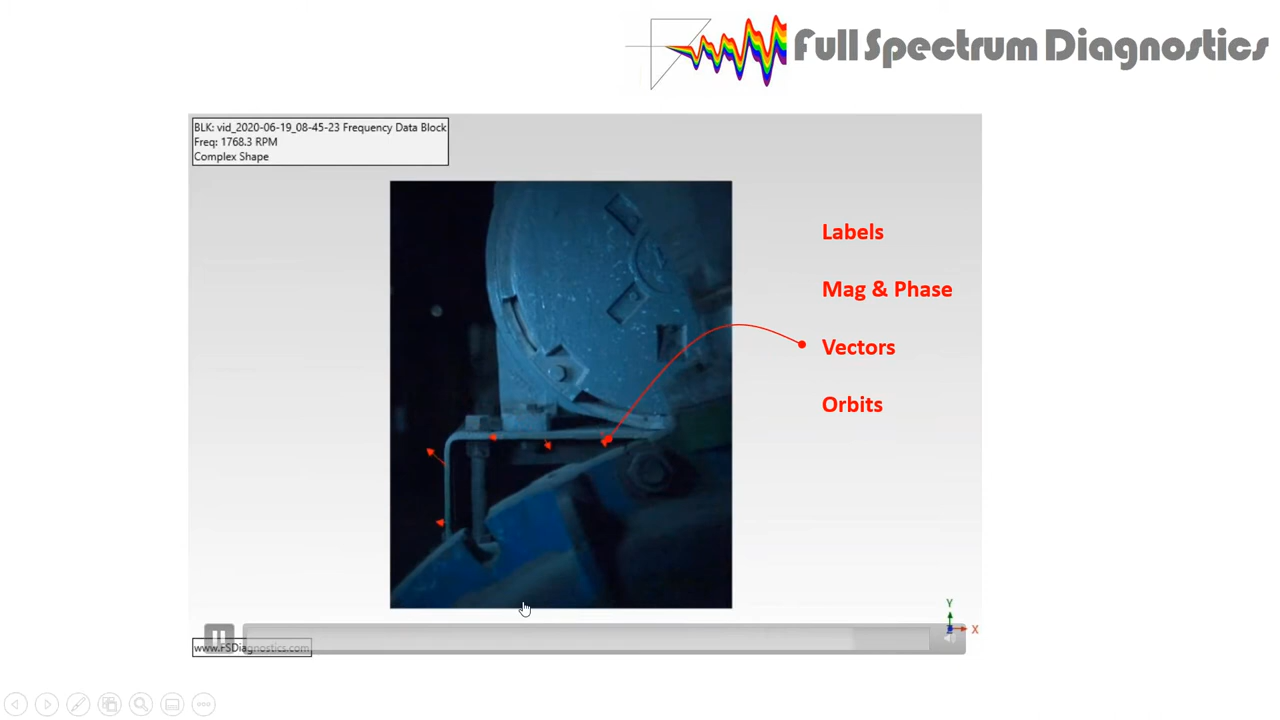 Full Spectrum Diagnostics
BLK: vid_2020-06-19_08-45-23 Frequency Data Block
Freq: 1768.3 RPM
Complex Shape
Labels
Mag & Phase
Vectors
Orbits
Y
X
www.FSDiagnostics.com